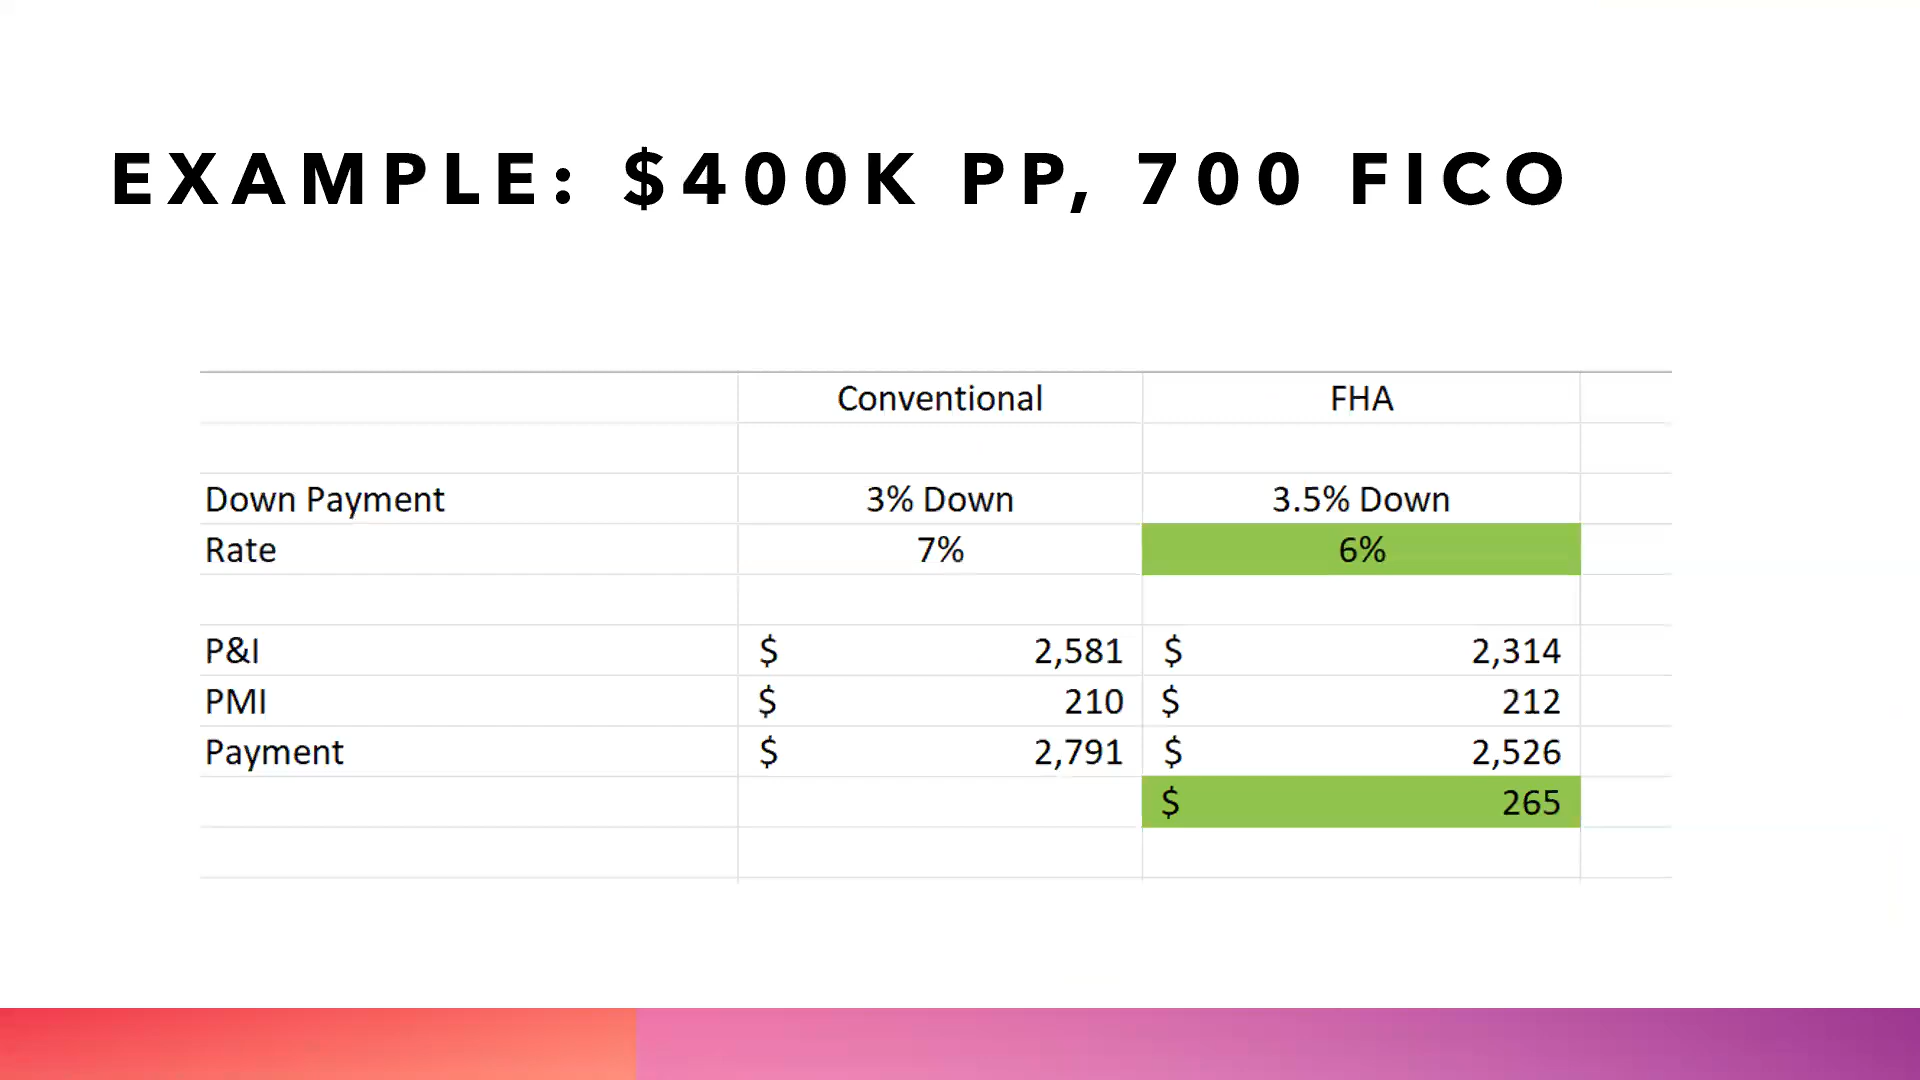 EXAMPLE: $400K PP, 700 FICO
Conventional FHA
Down Payment 3% Down 3.5% Down
Rate 7% 6%
P&I $ 2,581 $ 2,314
PMI $ 210 $ 212
Payment $ 2,791 $ 2,526
$ 265